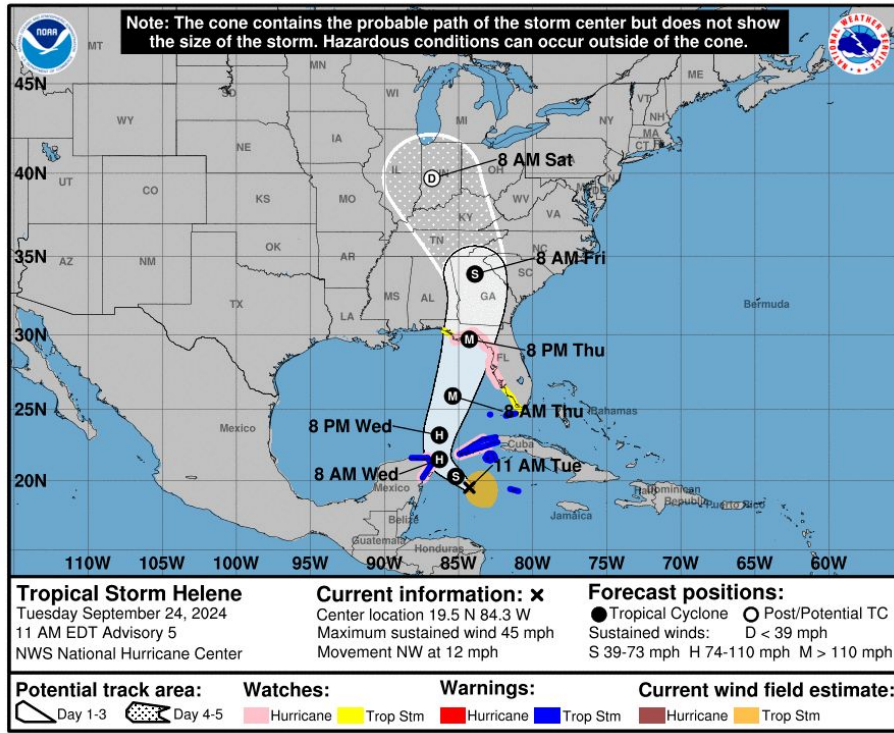 Note: The cone contains the probable path of the storm center but does not show
the size of the storm. Hazardous conditions can occur outside of the cone.
NOAA
NATIONAL WEATHER SERVICE
MT
MN
ME
45N
WI
VT
NH
WY
MI
NY
MA
CT
IA
NE
8 AM Sat
40N
IL
IN
OH
DE
UT
CO
D
WV
KS
MO
KY
VA
TN
NC
35N
OK
8 AM Fri
AZ
NM
AR
S
SC
MS
AL
GA
Bermuda
TX
LA
30N
M
8 PM Thu
FL
M
25N
8 AM Thu
Bahamas
8 PM Wed
Mexico
H
Cuba
8 AM Wed
H
11 AM Tue
20N
S
Mexico
Haiti
Dominican
Republic
Puerto Rico
Belize
Jamaica
Guatemala
Honduras
110W 105W 100W 95W 90W 85W 80W 75W 70W 65W 60W
Tropical Storm Helene
Tuesday September 24, 2024
11 AM EDT Advisory 5
NWS National Hurricane Center
Current information: ×
Center location 19.5 N 84.3 W
Maximum sustained wind 45 mph
Movement NW at 12 mph
Forecast positions:
● Tropical Cyclone ○ Post/Potential TC
Sustained winds: D < 39 mph
S 39-73 mph H 74-110 mph M > 110 mph
Potential track area:
Day 1-3 Day 4-5
Watches:
Hurricane Trop Stm
Warnings:
Hurricane Trop Stm
Current wind field estimate:
Hurricane Trop Stm